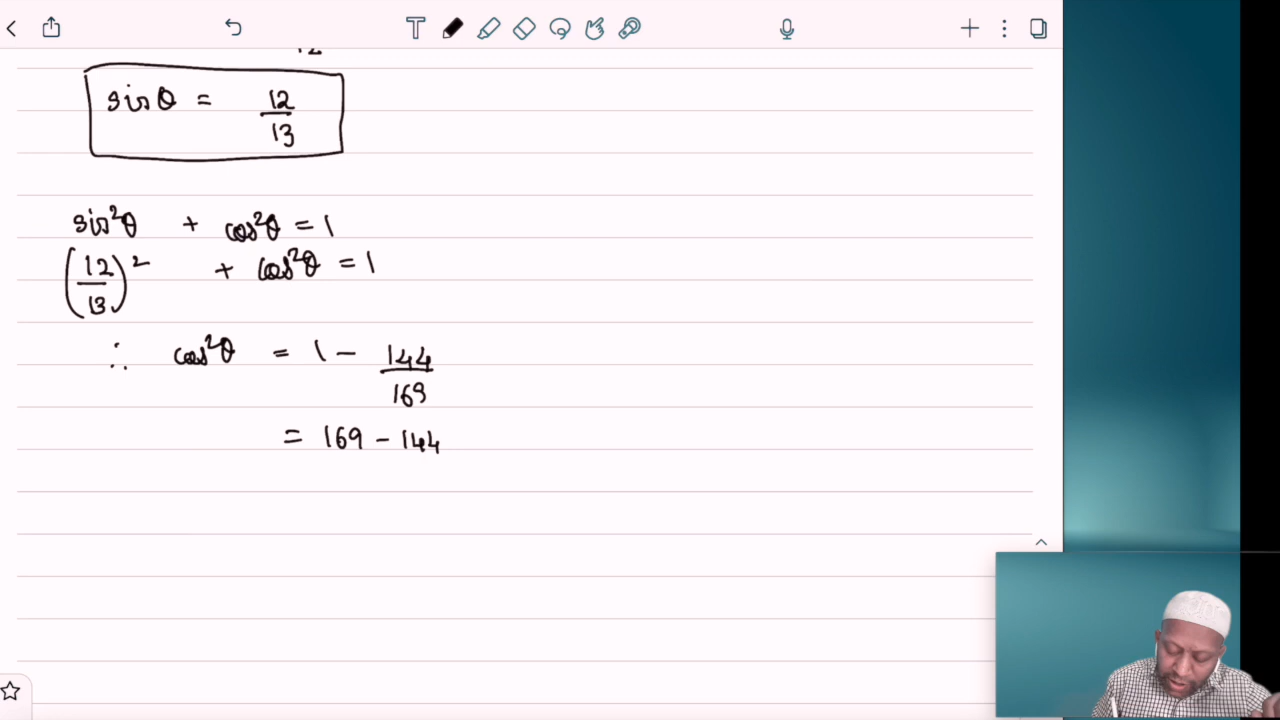 sin θ = 12/13
sin²θ + cos²θ = 1
(12/13)² + cos²θ = 1
∴ cos²θ = 1 - 144/169
= 169 - 144